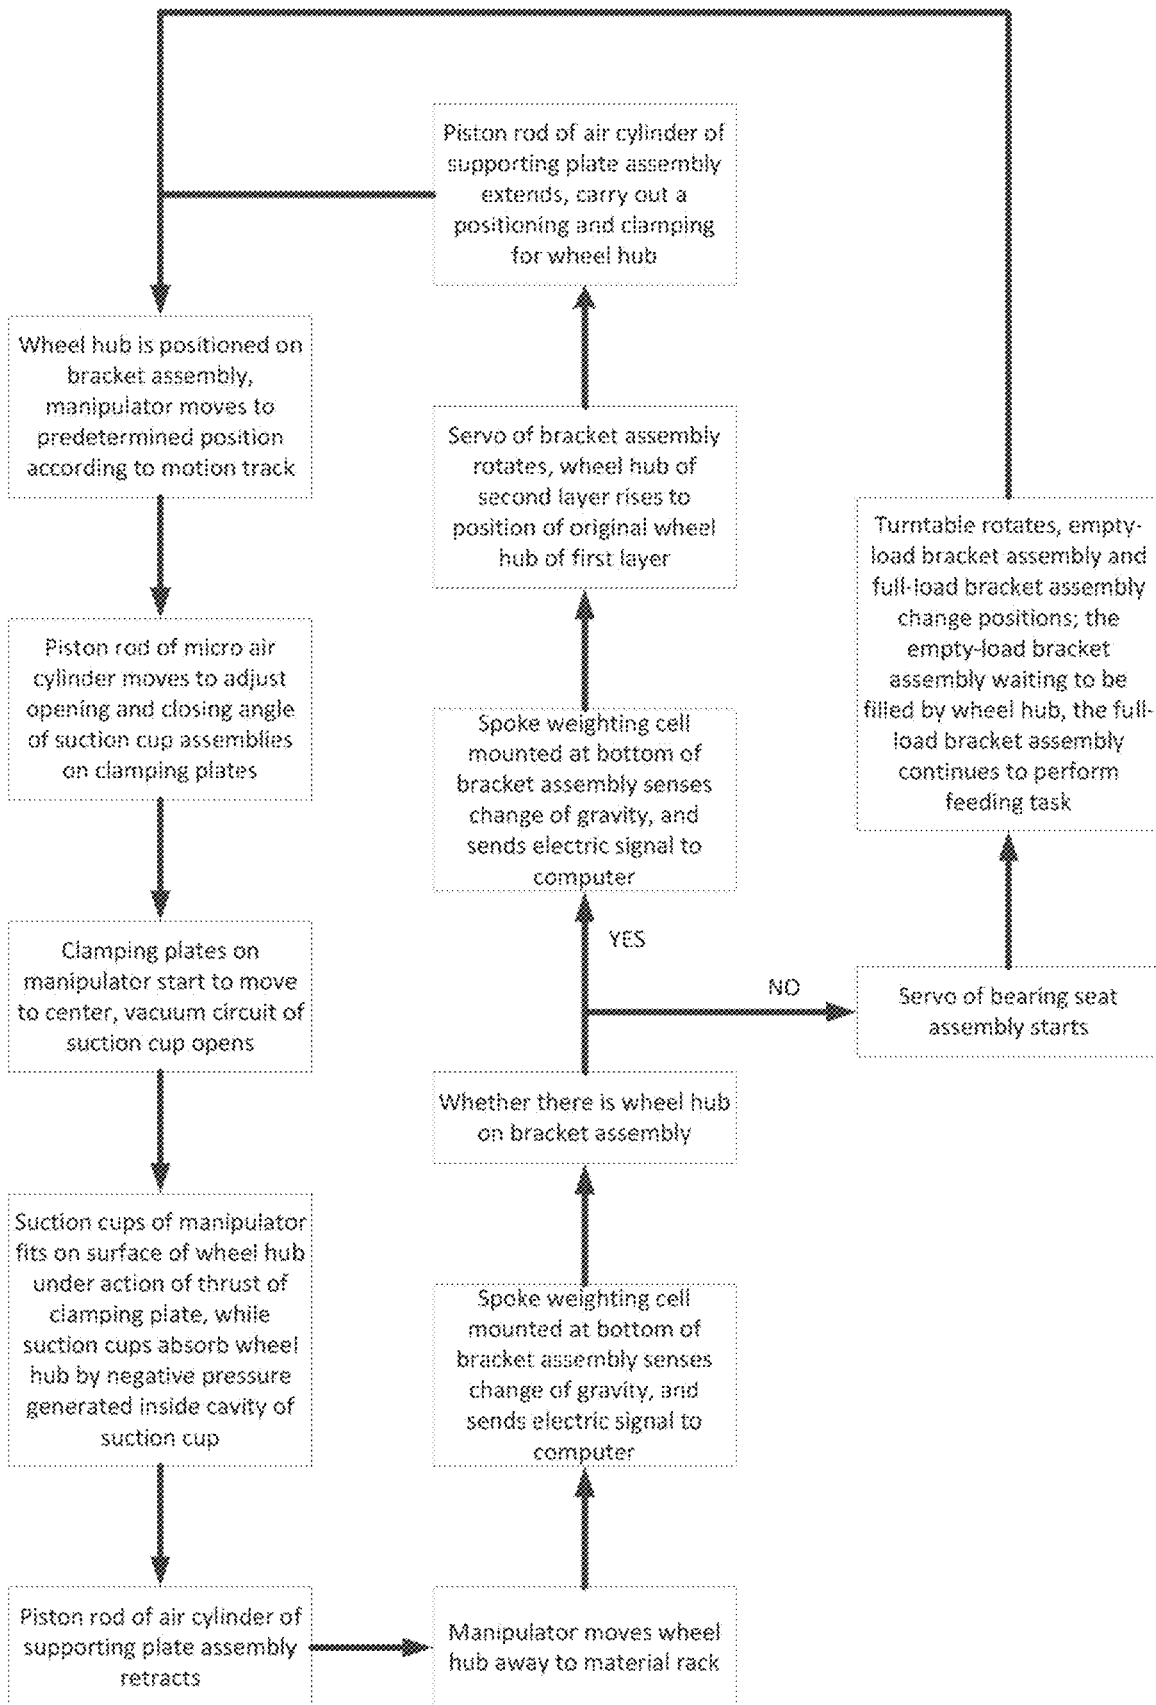 Wheel hub is positioned on
bracket assembly,
manipulator moves to
predetermined position
according to motion track
Piston rod of micro air
cylinder moves to adjust
opening and closing angle
of suction cup assemblies
on clamping plates
Clamping plates on
manipulator start to move
to center, vacuum circuit of
suction cup opens
Suction cups of manipulator
fits on surface of wheel hub
under action of thrust of
clamping plate, while
suction cups absorb wheel
hub by negative pressure
generated inside cavity of
suction cup
Piston rod of air cylinder of
supporting plate assembly
retracts
Manipulator moves wheel
hub away to material rack
Spoke weighting cell
mounted at bottom of
bracket assembly senses
change of gravity, and
sends electric signal to
computer
Whether there is wheel hub
on bracket assembly
YES
Spoke weighting cell
mounted at bottom of
bracket assembly senses
change of gravity, and
sends electric signal to
computer
Servo of bracket assembly
rotates, wheel hub of
second layer rises to
position of original wheel
hub of first layer
Piston rod of air cylinder of
supporting plate assembly
extends, carry out a
positioning and clamping
for wheel hub
NO
Servo of bearing seat
assembly starts
Turntable rotates, empty-
load bracket assembly and
full-load bracket assembly
change positions; the
empty-load bracket
assembly waiting to be
filled by wheel hub, the full-
load bracket assembly
continues to perform
feeding task